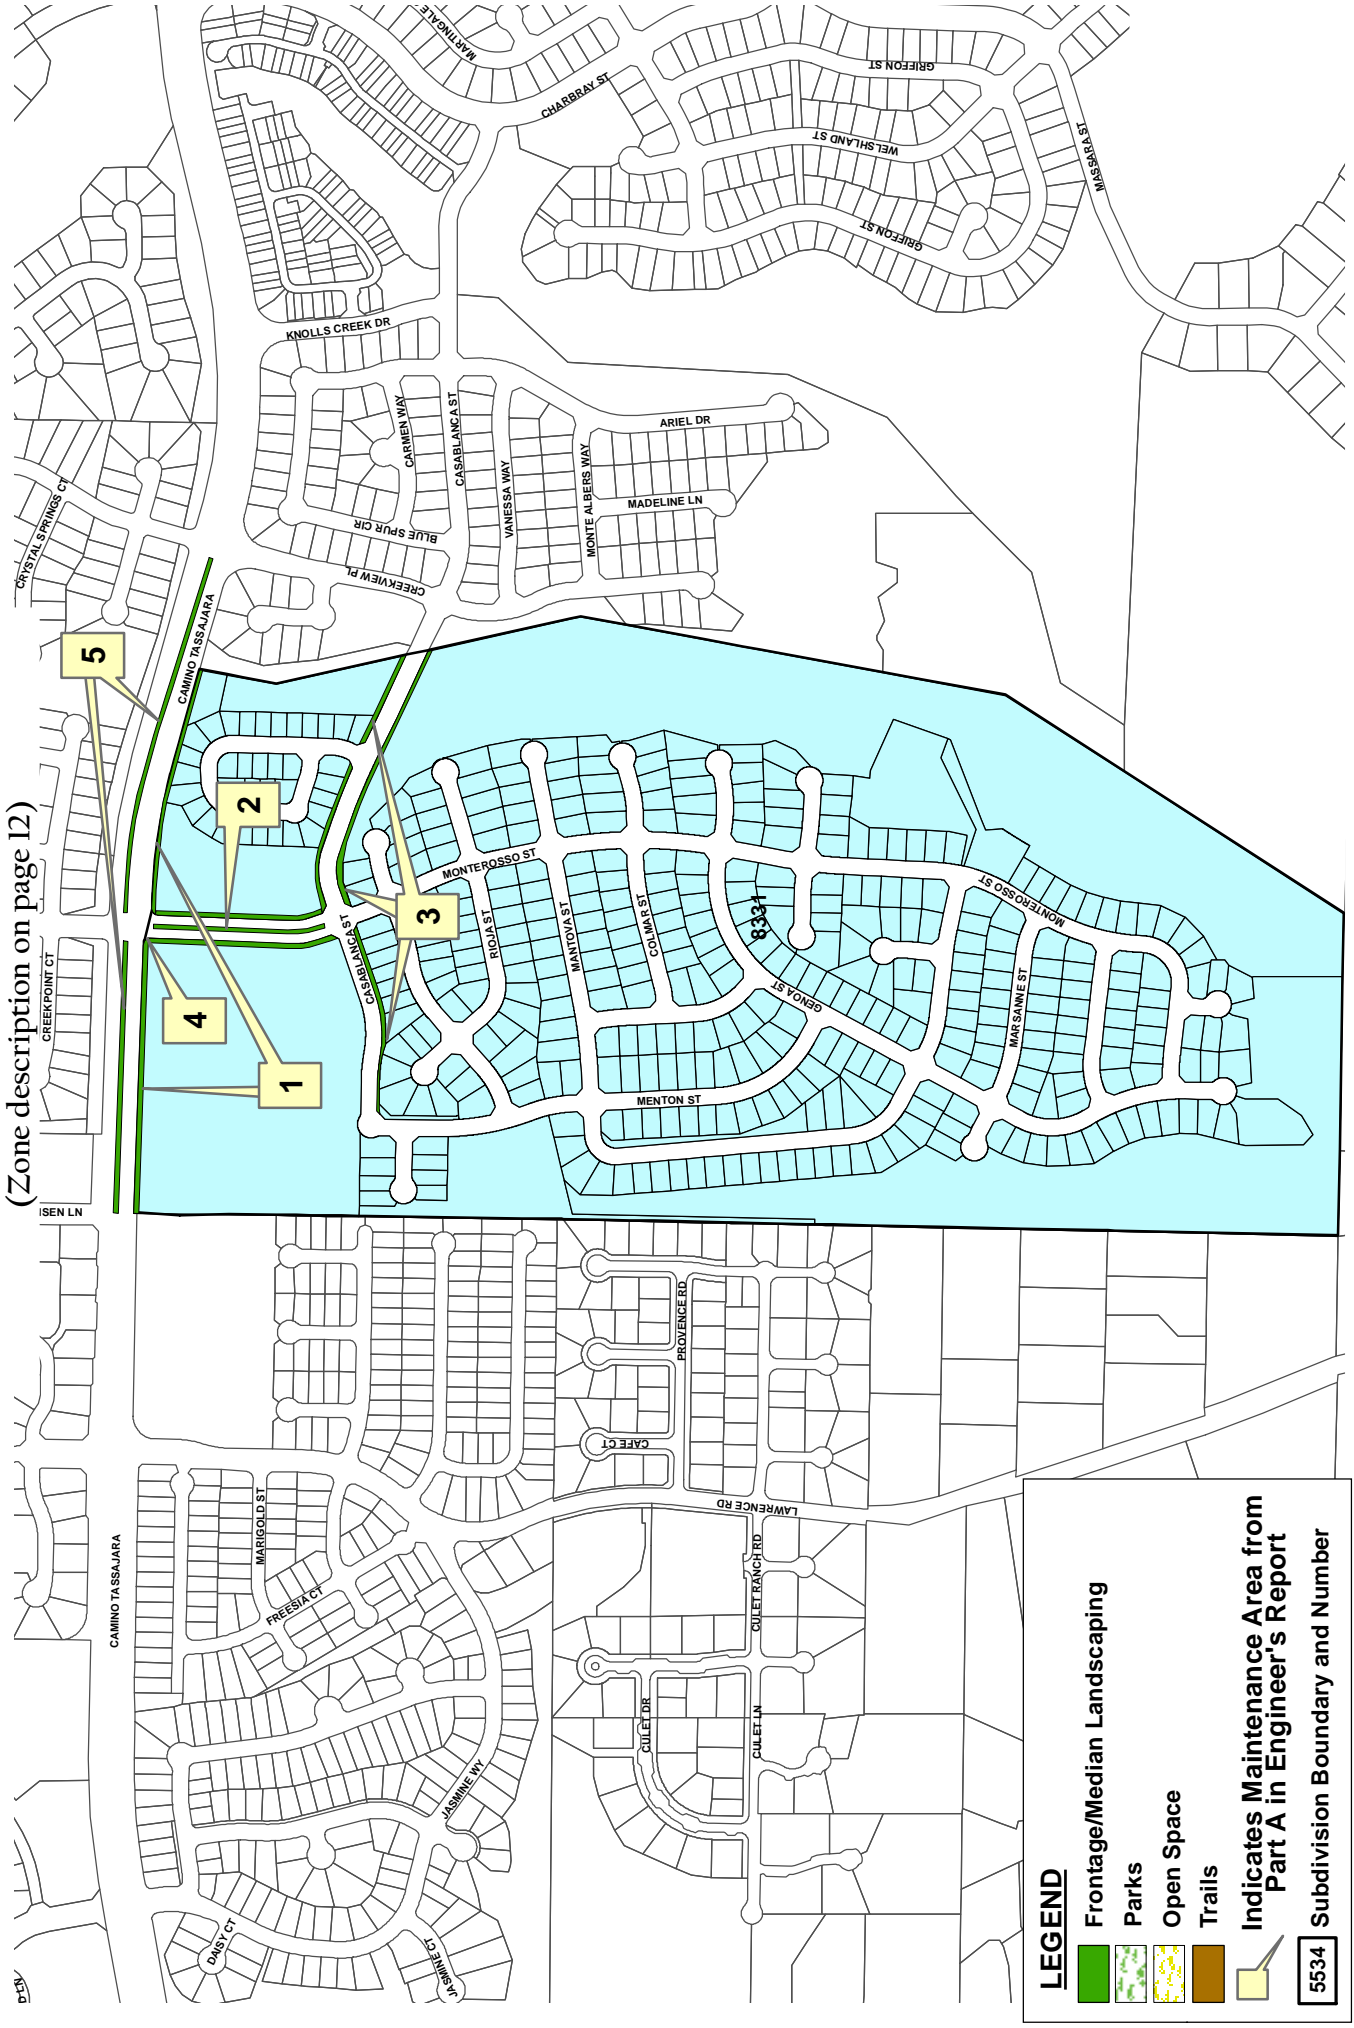 (Zone description on page 12)
CRYSTAL SPRINGS CT
CREEKPOINT CT
CAMINO TASSAJARA
CAMINO TASSAJARA
5
2
4
1
3
MARTINGALE
CHARBRAY ST
GRIFFON ST
WELSHLAND ST
GRIFFON ST
MASSARA ST
KNOLLS CREEK DR
CARMEN WAY
CASABLANCA ST
BLUE SPUR CIR
CREEKVIEW PL
VANESSA WAY
MONTE ALBERS WAY
MADELINE LN
ARIEL DR
CASABLANCA ST
MONTEROSSO ST
RIOJA ST
MANTOVA ST
COLMAR ST
8331
GENOA ST
MENTON ST
MONTEROSSO ST
MARSANNE ST
ISEN LN
PROVENCE RD
CAFE CT
LAWRENCE RD
MARIGOLD ST
FREESIA CT
JASMINE WY
DAISY CT
JASMINE CT
D LN
CULET RANCH RD
CULET DR
CULET LN
LEGEND
Frontage/Median Landscaping
Parks
Open Space
Trails
Indicates Maintenance Area from
Part A in Engineer's Report
5534 Subdivision Boundary and Number